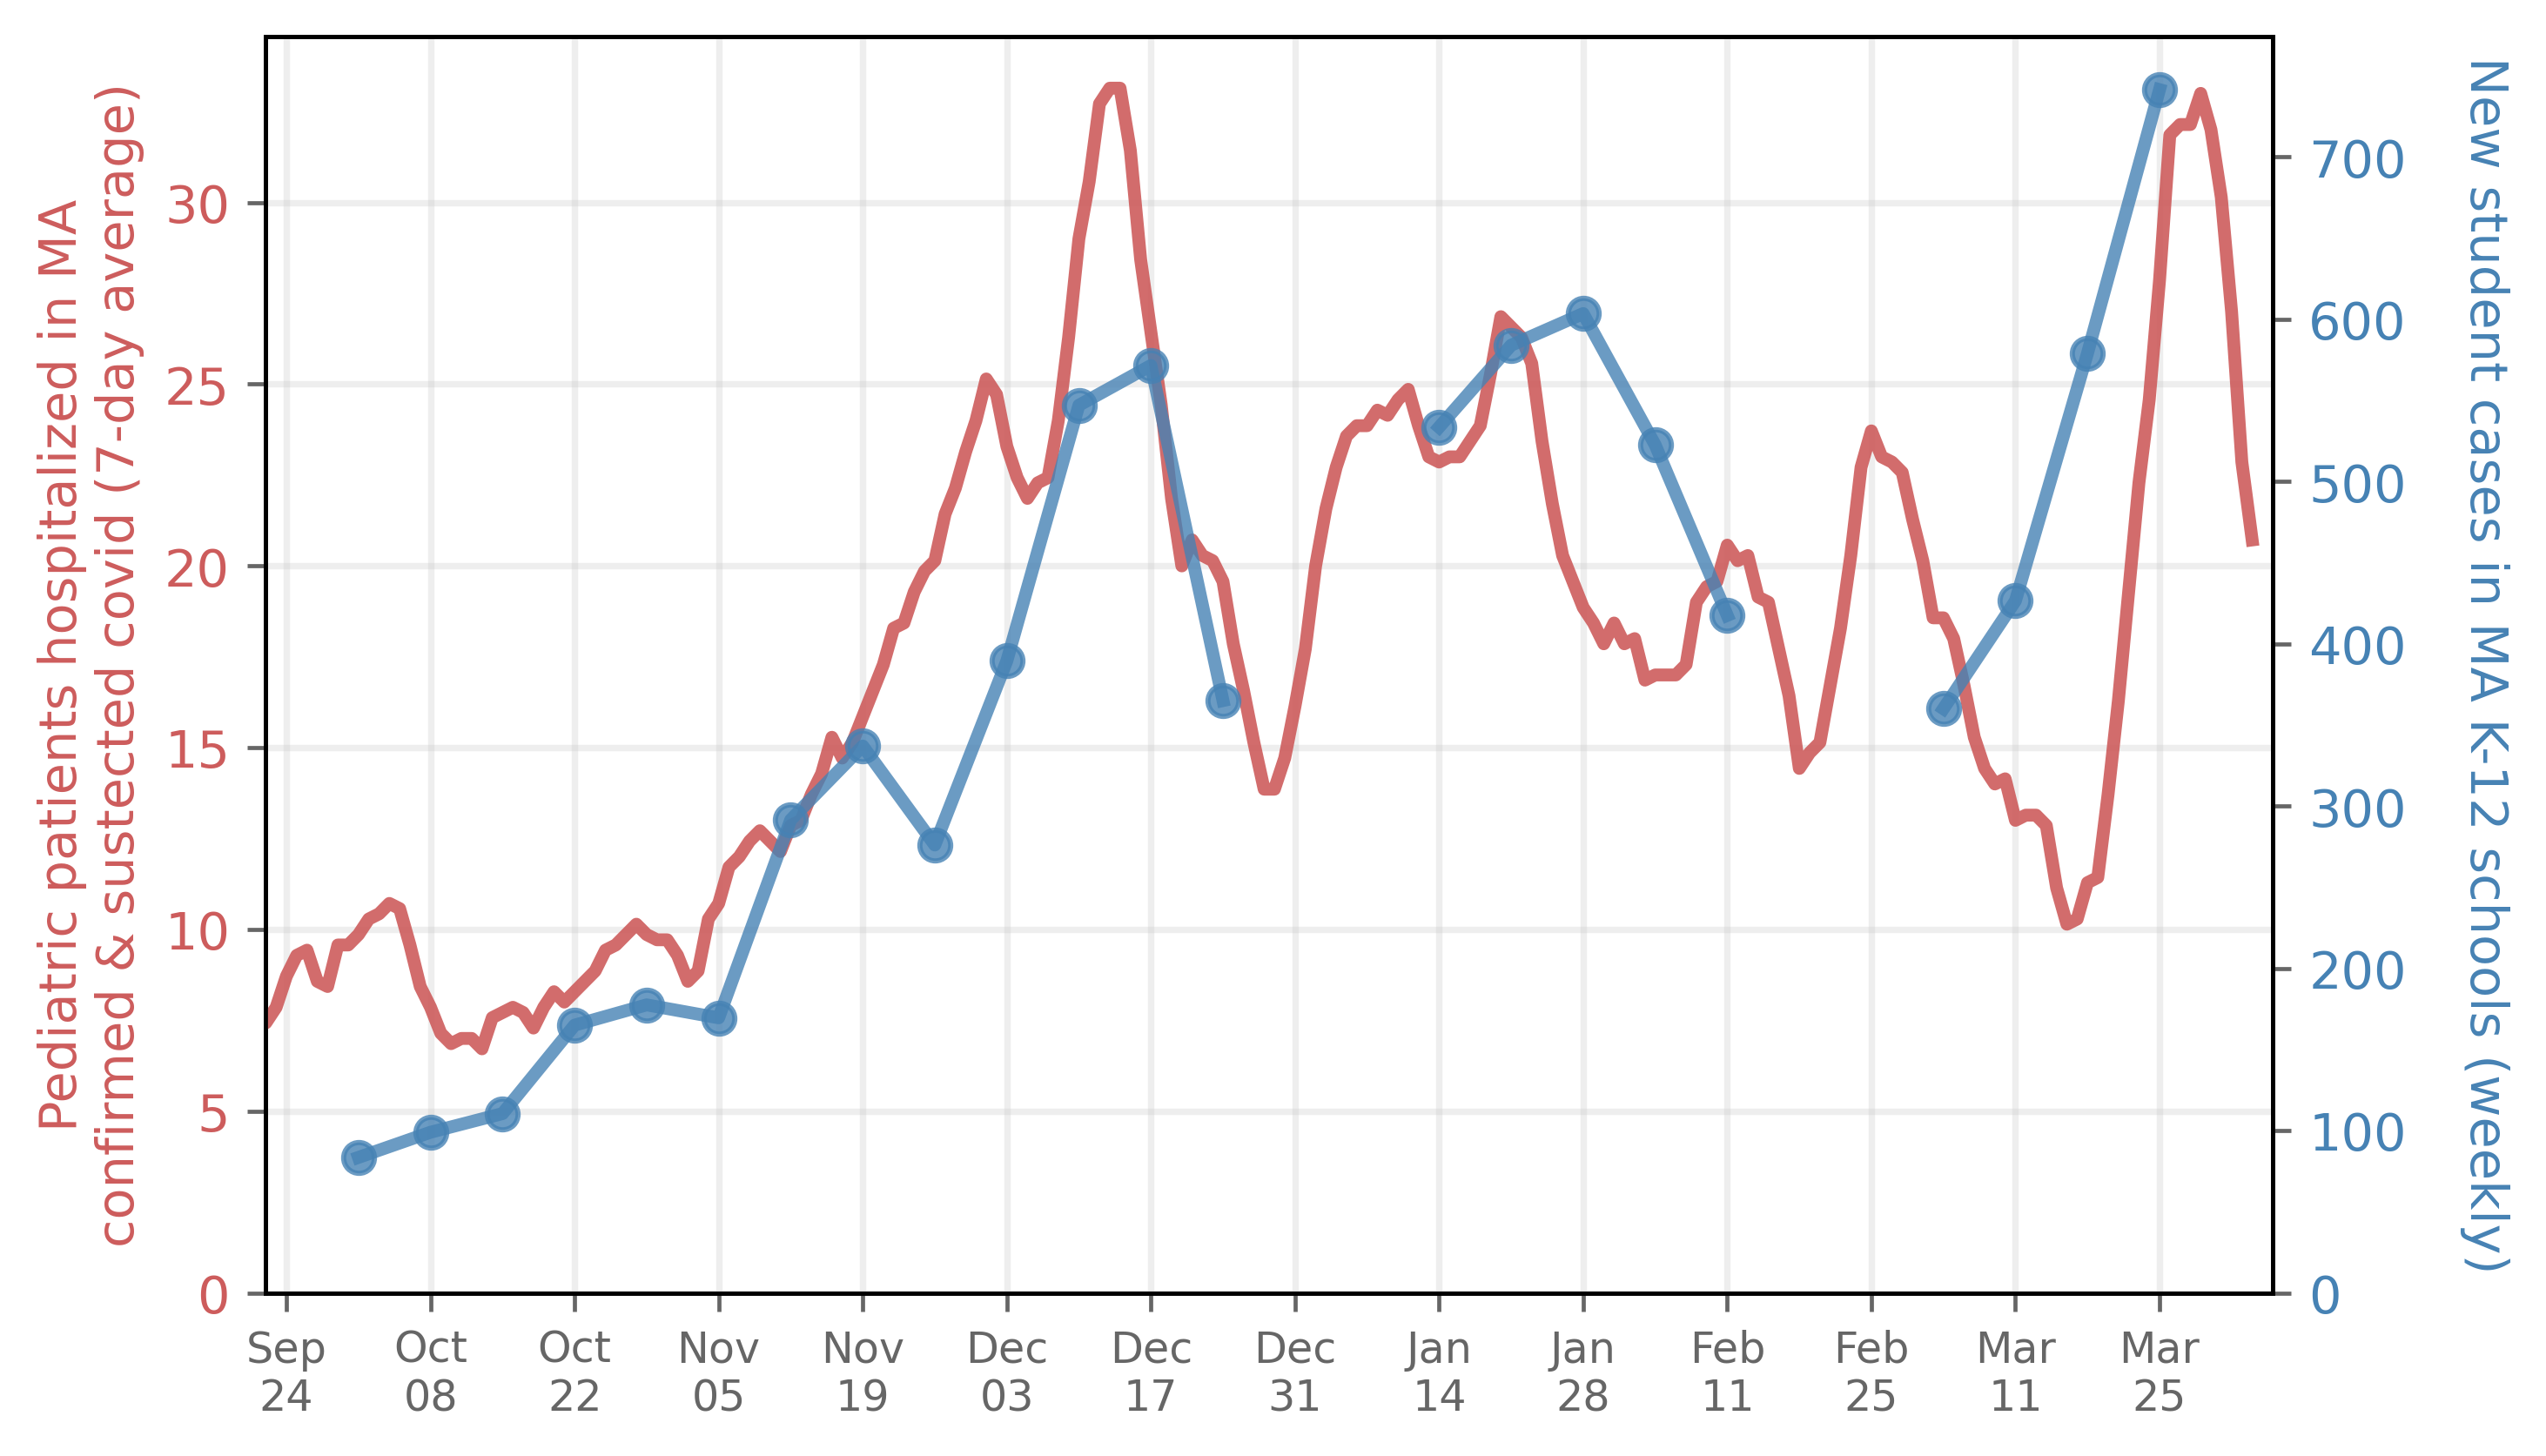 Pediatric patients hospitalized in MA
confirmed & sustected covid (7-day average)
30
25
20
15
10
5
0
New student cases in MA K-12 schools (weekly)
700
600
500
400
300
200
100
0
Sep
24
Oct
08
Oct
22
Nov
05
Nov
19
Dec
03
Dec
17
Dec
31
Jan
14
Jan
28
Feb
11
Feb
25
Mar
11
Mar
25